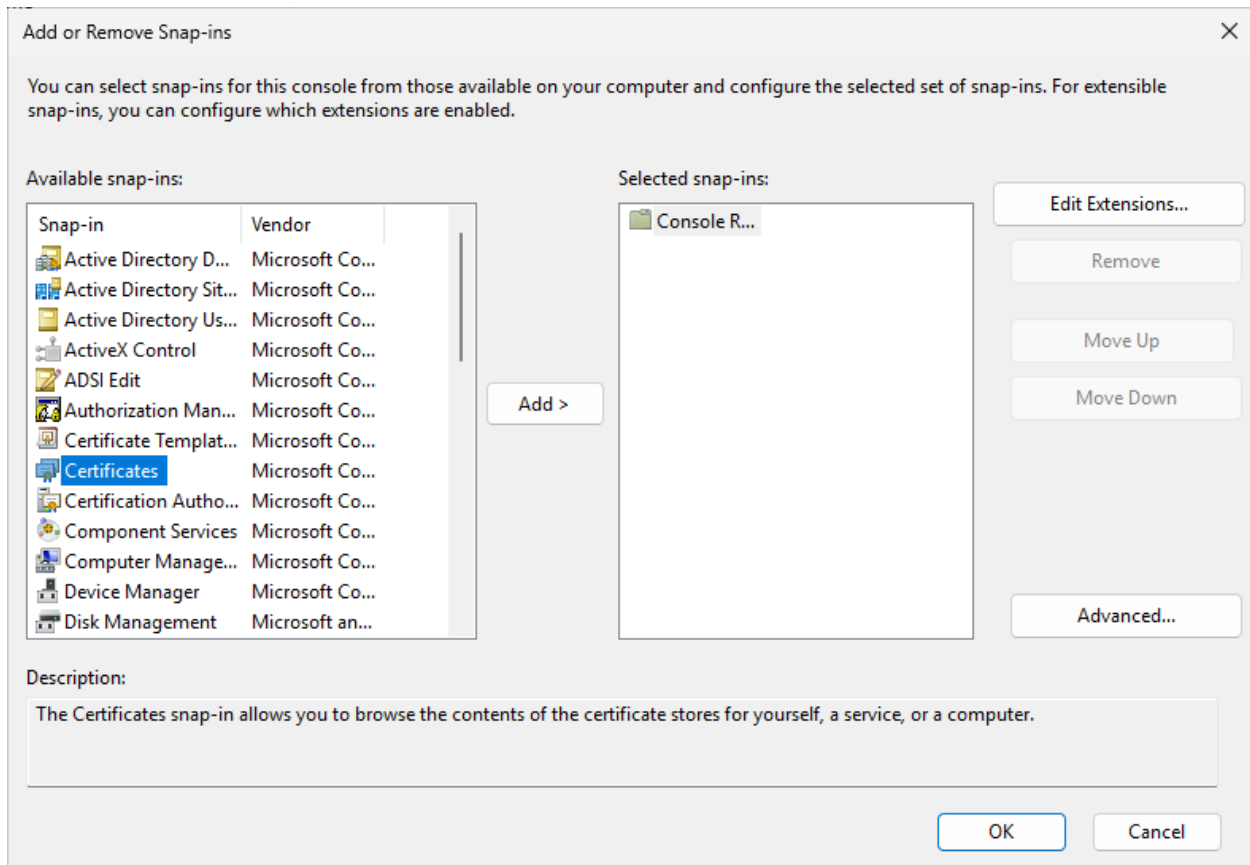 Add or Remove Snap-ins
You can select snap-ins for this console from those available on your computer and configure the selected set of snap-ins. For extensible
snap-ins, you can configure which extensions are enabled.
Available snap-ins:
Snap-in Vendor
Active Directory D... Microsoft Co...
Active Directory Sit... Microsoft Co...
Active Directory Us... Microsoft Co...
ActiveX Control Microsoft Co...
ADSI Edit Microsoft Co...
Authorization Man... Microsoft Co...
Certificate Templat... Microsoft Co...
Certificates Microsoft Co...
Certification Autho... Microsoft Co...
Component Services Microsoft Co...
Computer Manage... Microsoft Co...
Device Manager Microsoft Co...
Disk Management Microsoft an...
Add >
Selected snap-ins:
Console R...
Edit Extensions...
Remove
Move Up
Move Down
Advanced...
Description:
The Certificates snap-in allows you to browse the contents of the certificate stores for yourself, a service, or a computer.
OK Cancel